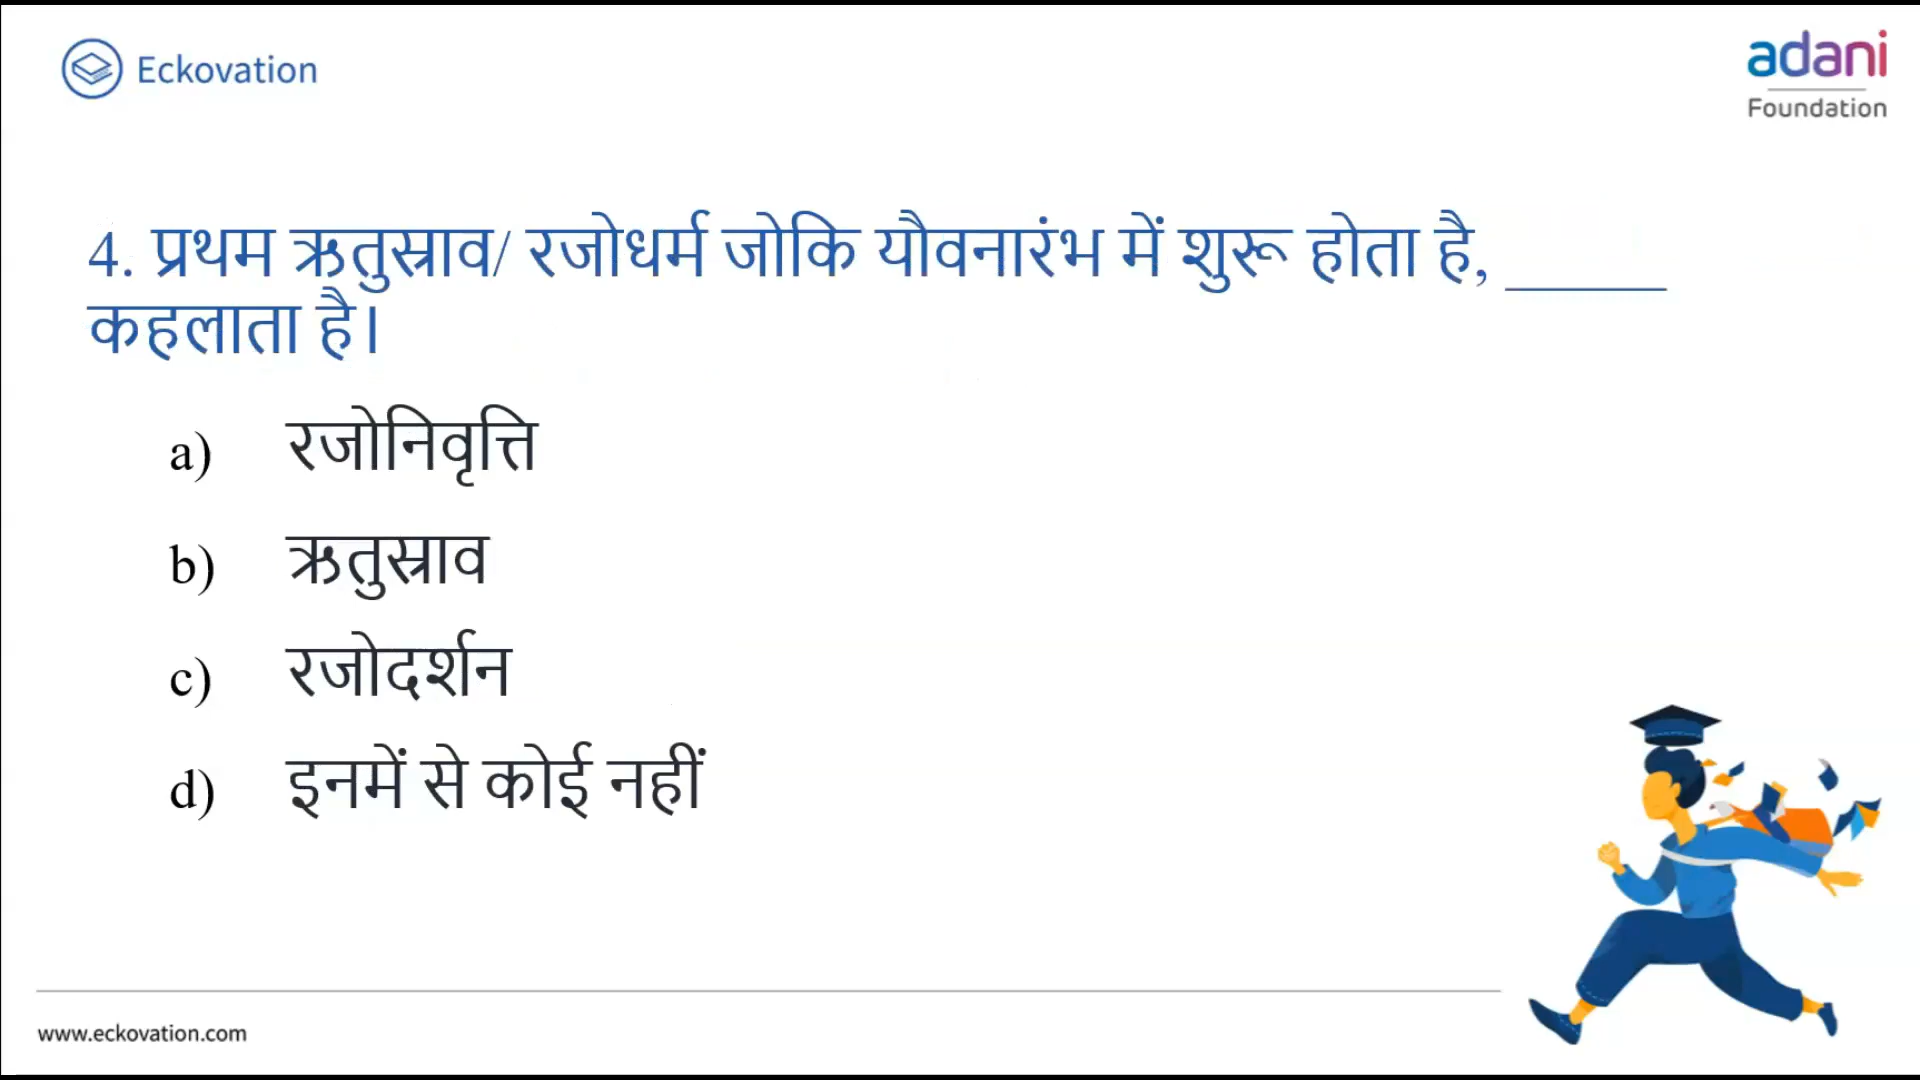 Eckovation
adani
Foundation
4. प्रथम ऋतुस्राव/ रजोधर्म जोकि यौवनारंभ में शुरू होता है, ______
कहलाता है।
a) रजोनिवृत्ति
b) ऋतुस्राव
c) रजोदर्शन
d) इनमें से कोई नहीं
www.eckovation.com